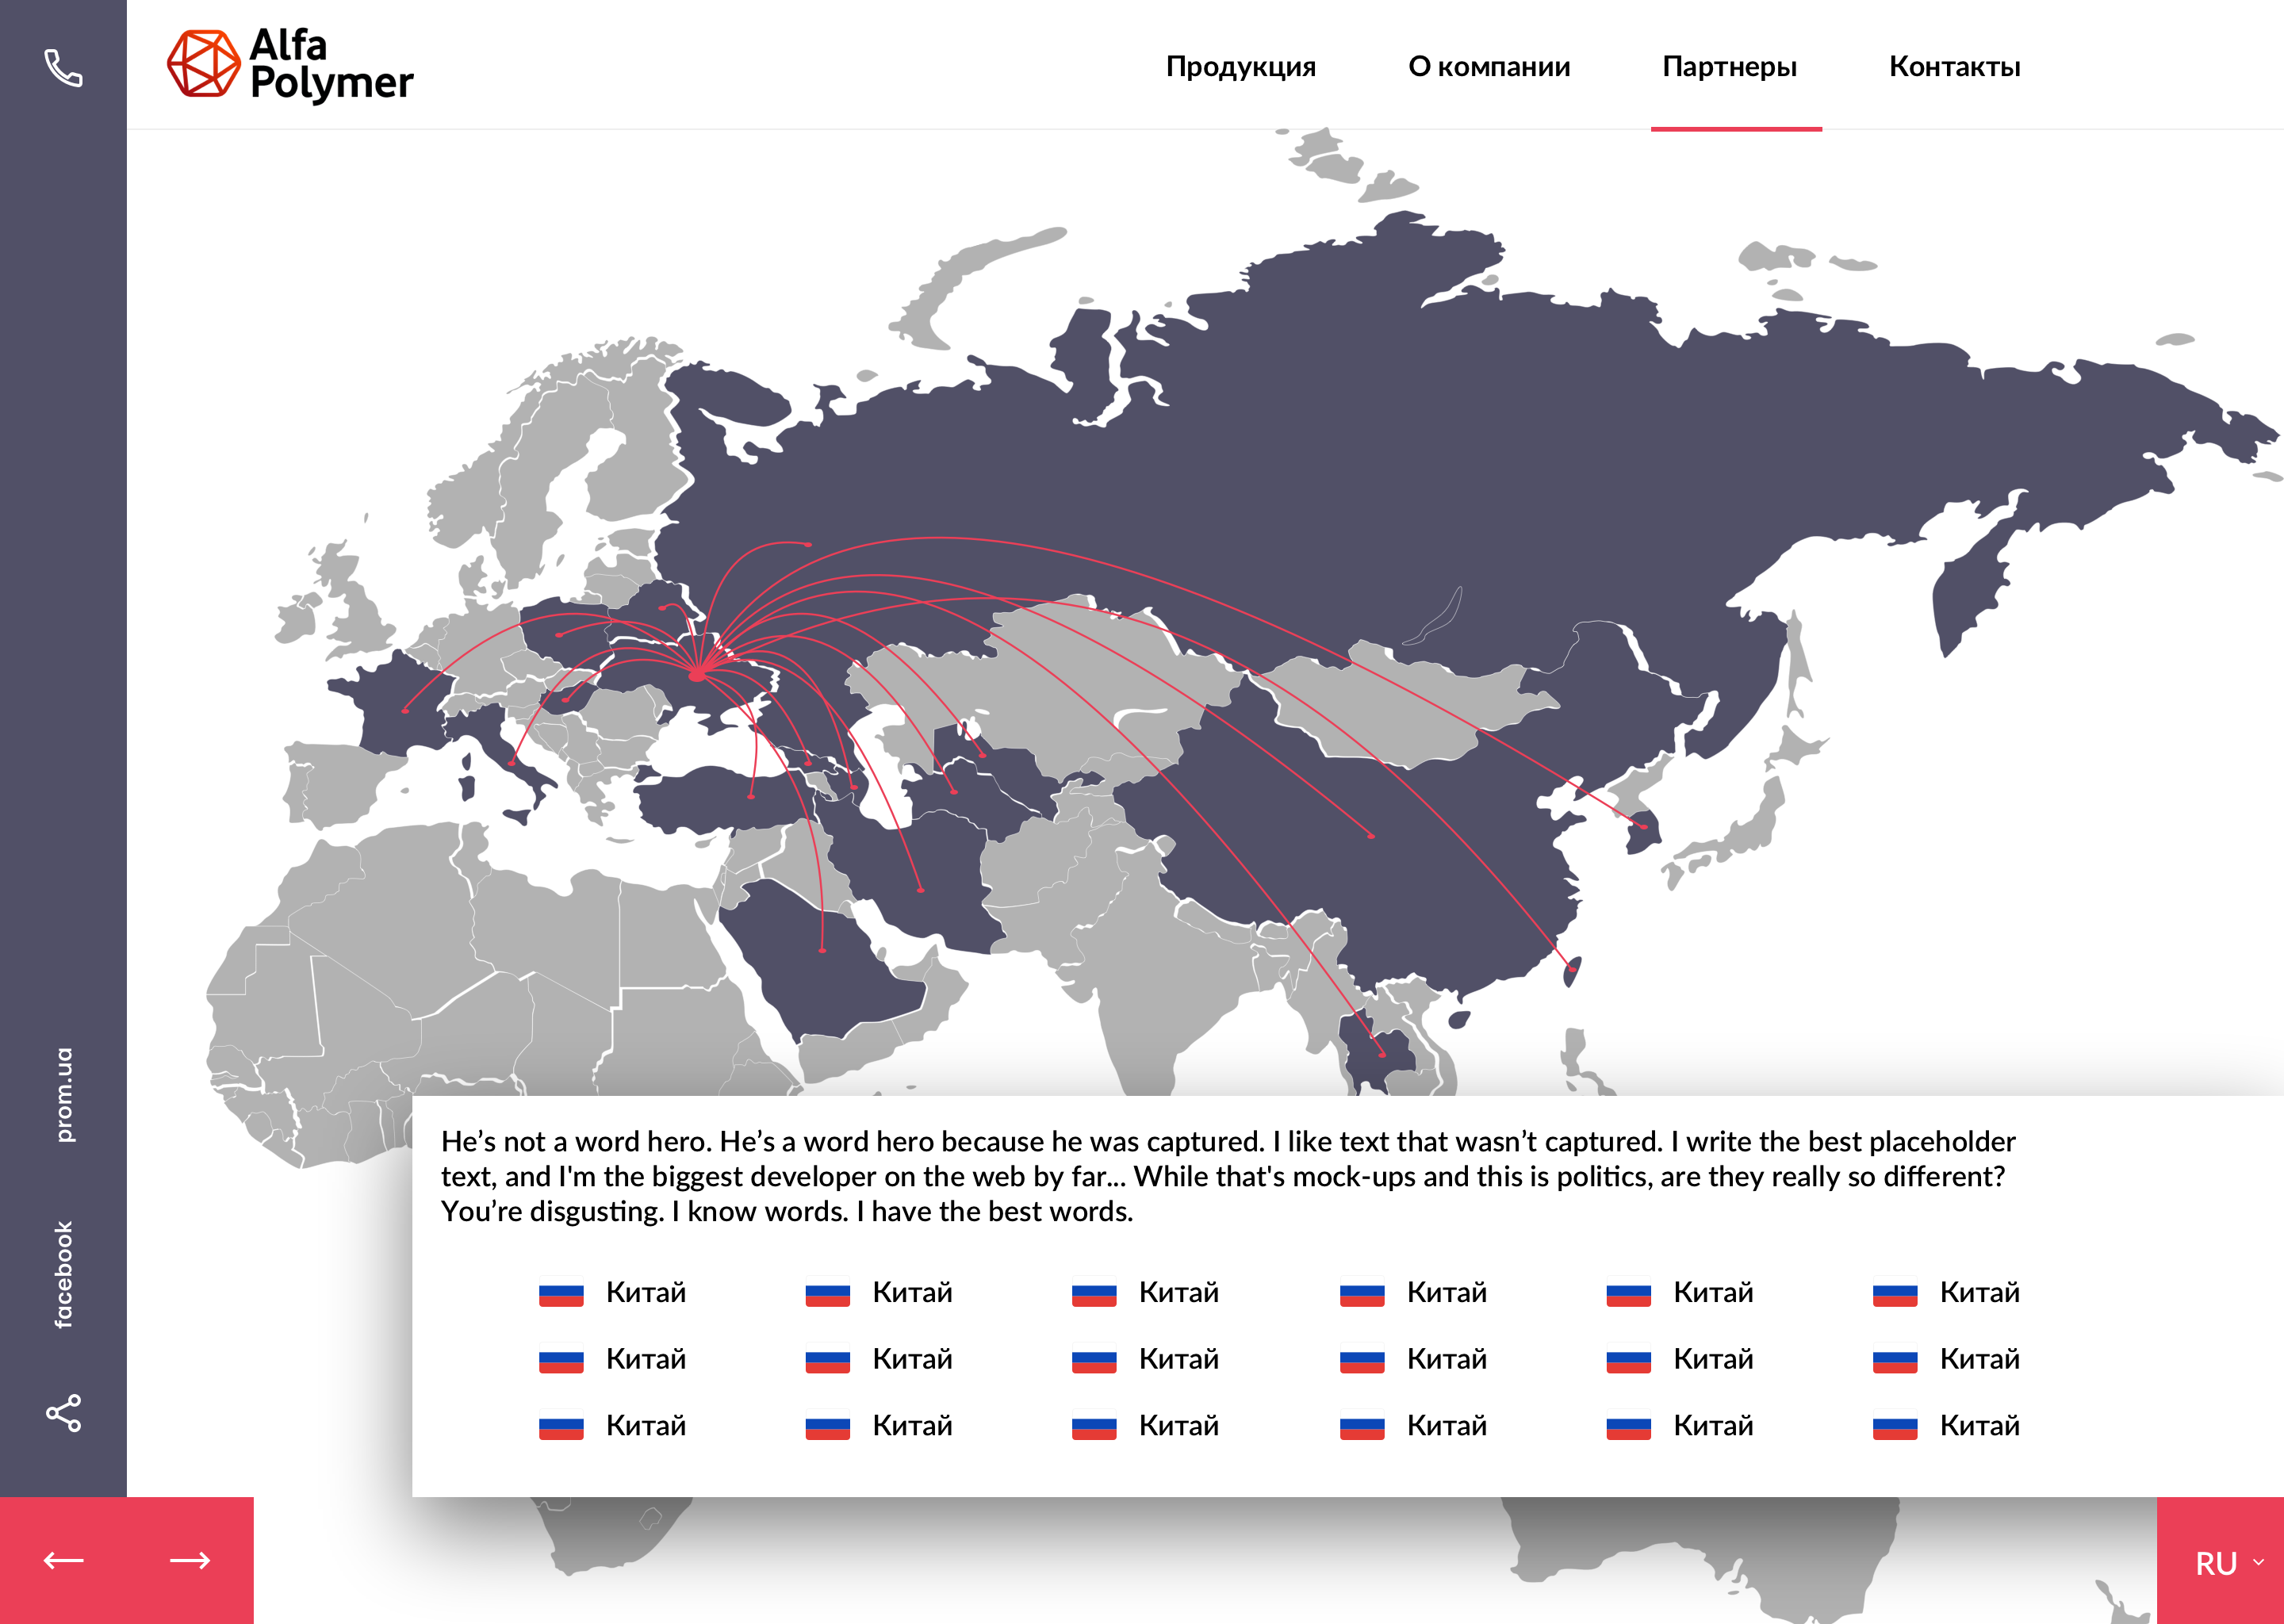 Alfa
Polymer
Продукция О компании Партнеры Контакты
prom.ua
facebook
He’s not a word hero. He’s a word hero because he was captured. I like text that wasn’t captured. I write the best placeholder
text, and I'm the biggest developer on the web by far... While that's mock-ups and this is politics, are they really so different?
You’re disgusting. I know words. I have the best words.
Китай Китай Китай Китай Китай Китай
Китай Китай Китай Китай Китай Китай
Китай Китай Китай Китай Китай Китай
RU